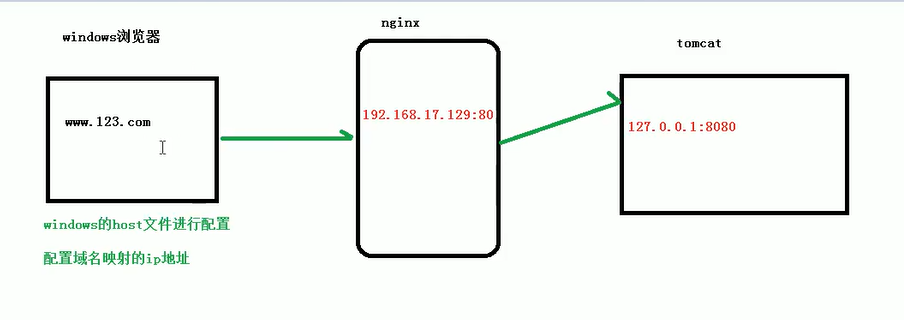 windows浏览器
nginx
tomcat
www.123.com
192.168.17.129:80
127.0.0.1:8080
windows的host文件进行配置
配置域名映射的ip地址